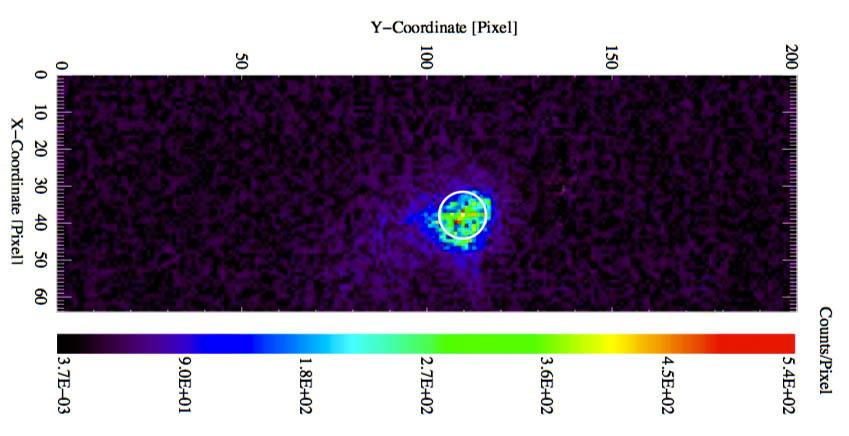 Y−Coordinate [Pixel]
0 50 100 150 200
0
10
20
30
40
50
60
X−Coordinate [Pixel]
Counts/Pixel
3.7E−03 9.0E+01 1.8E+02 2.7E+02 3.6E+02 4.5E+02 5.4E+02